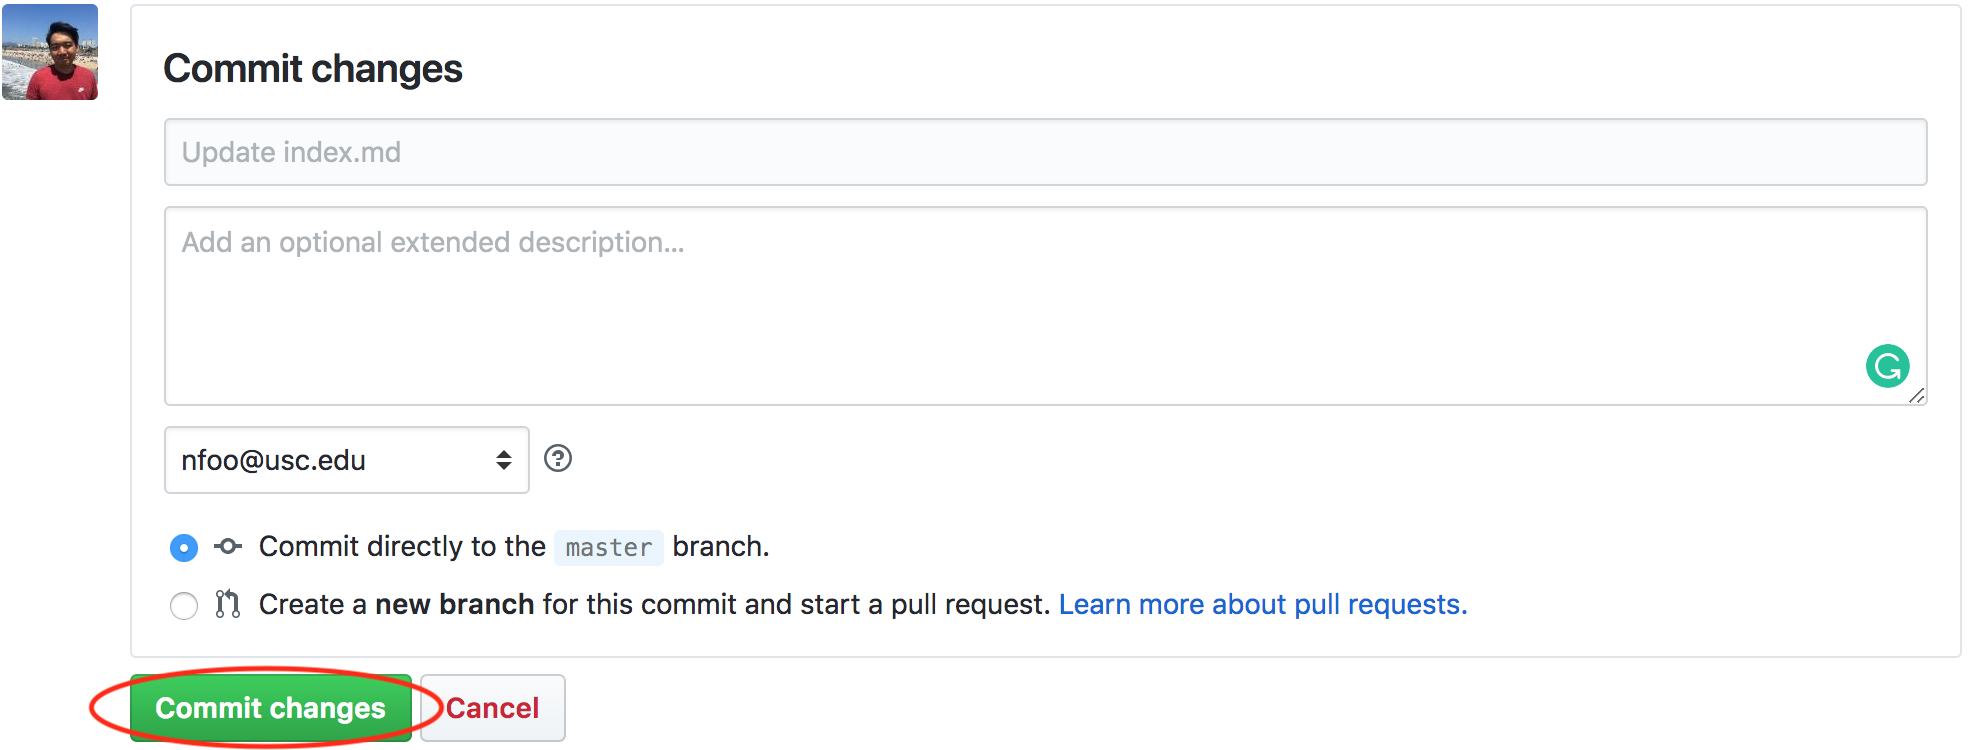 Commit changes
Update index.md
Add an optional extended description...
nfoo@usc.edu
Commit directly to the master branch.
Create a new branch for this commit and start a pull request. Learn more about pull requests.
Commit changes Cancel